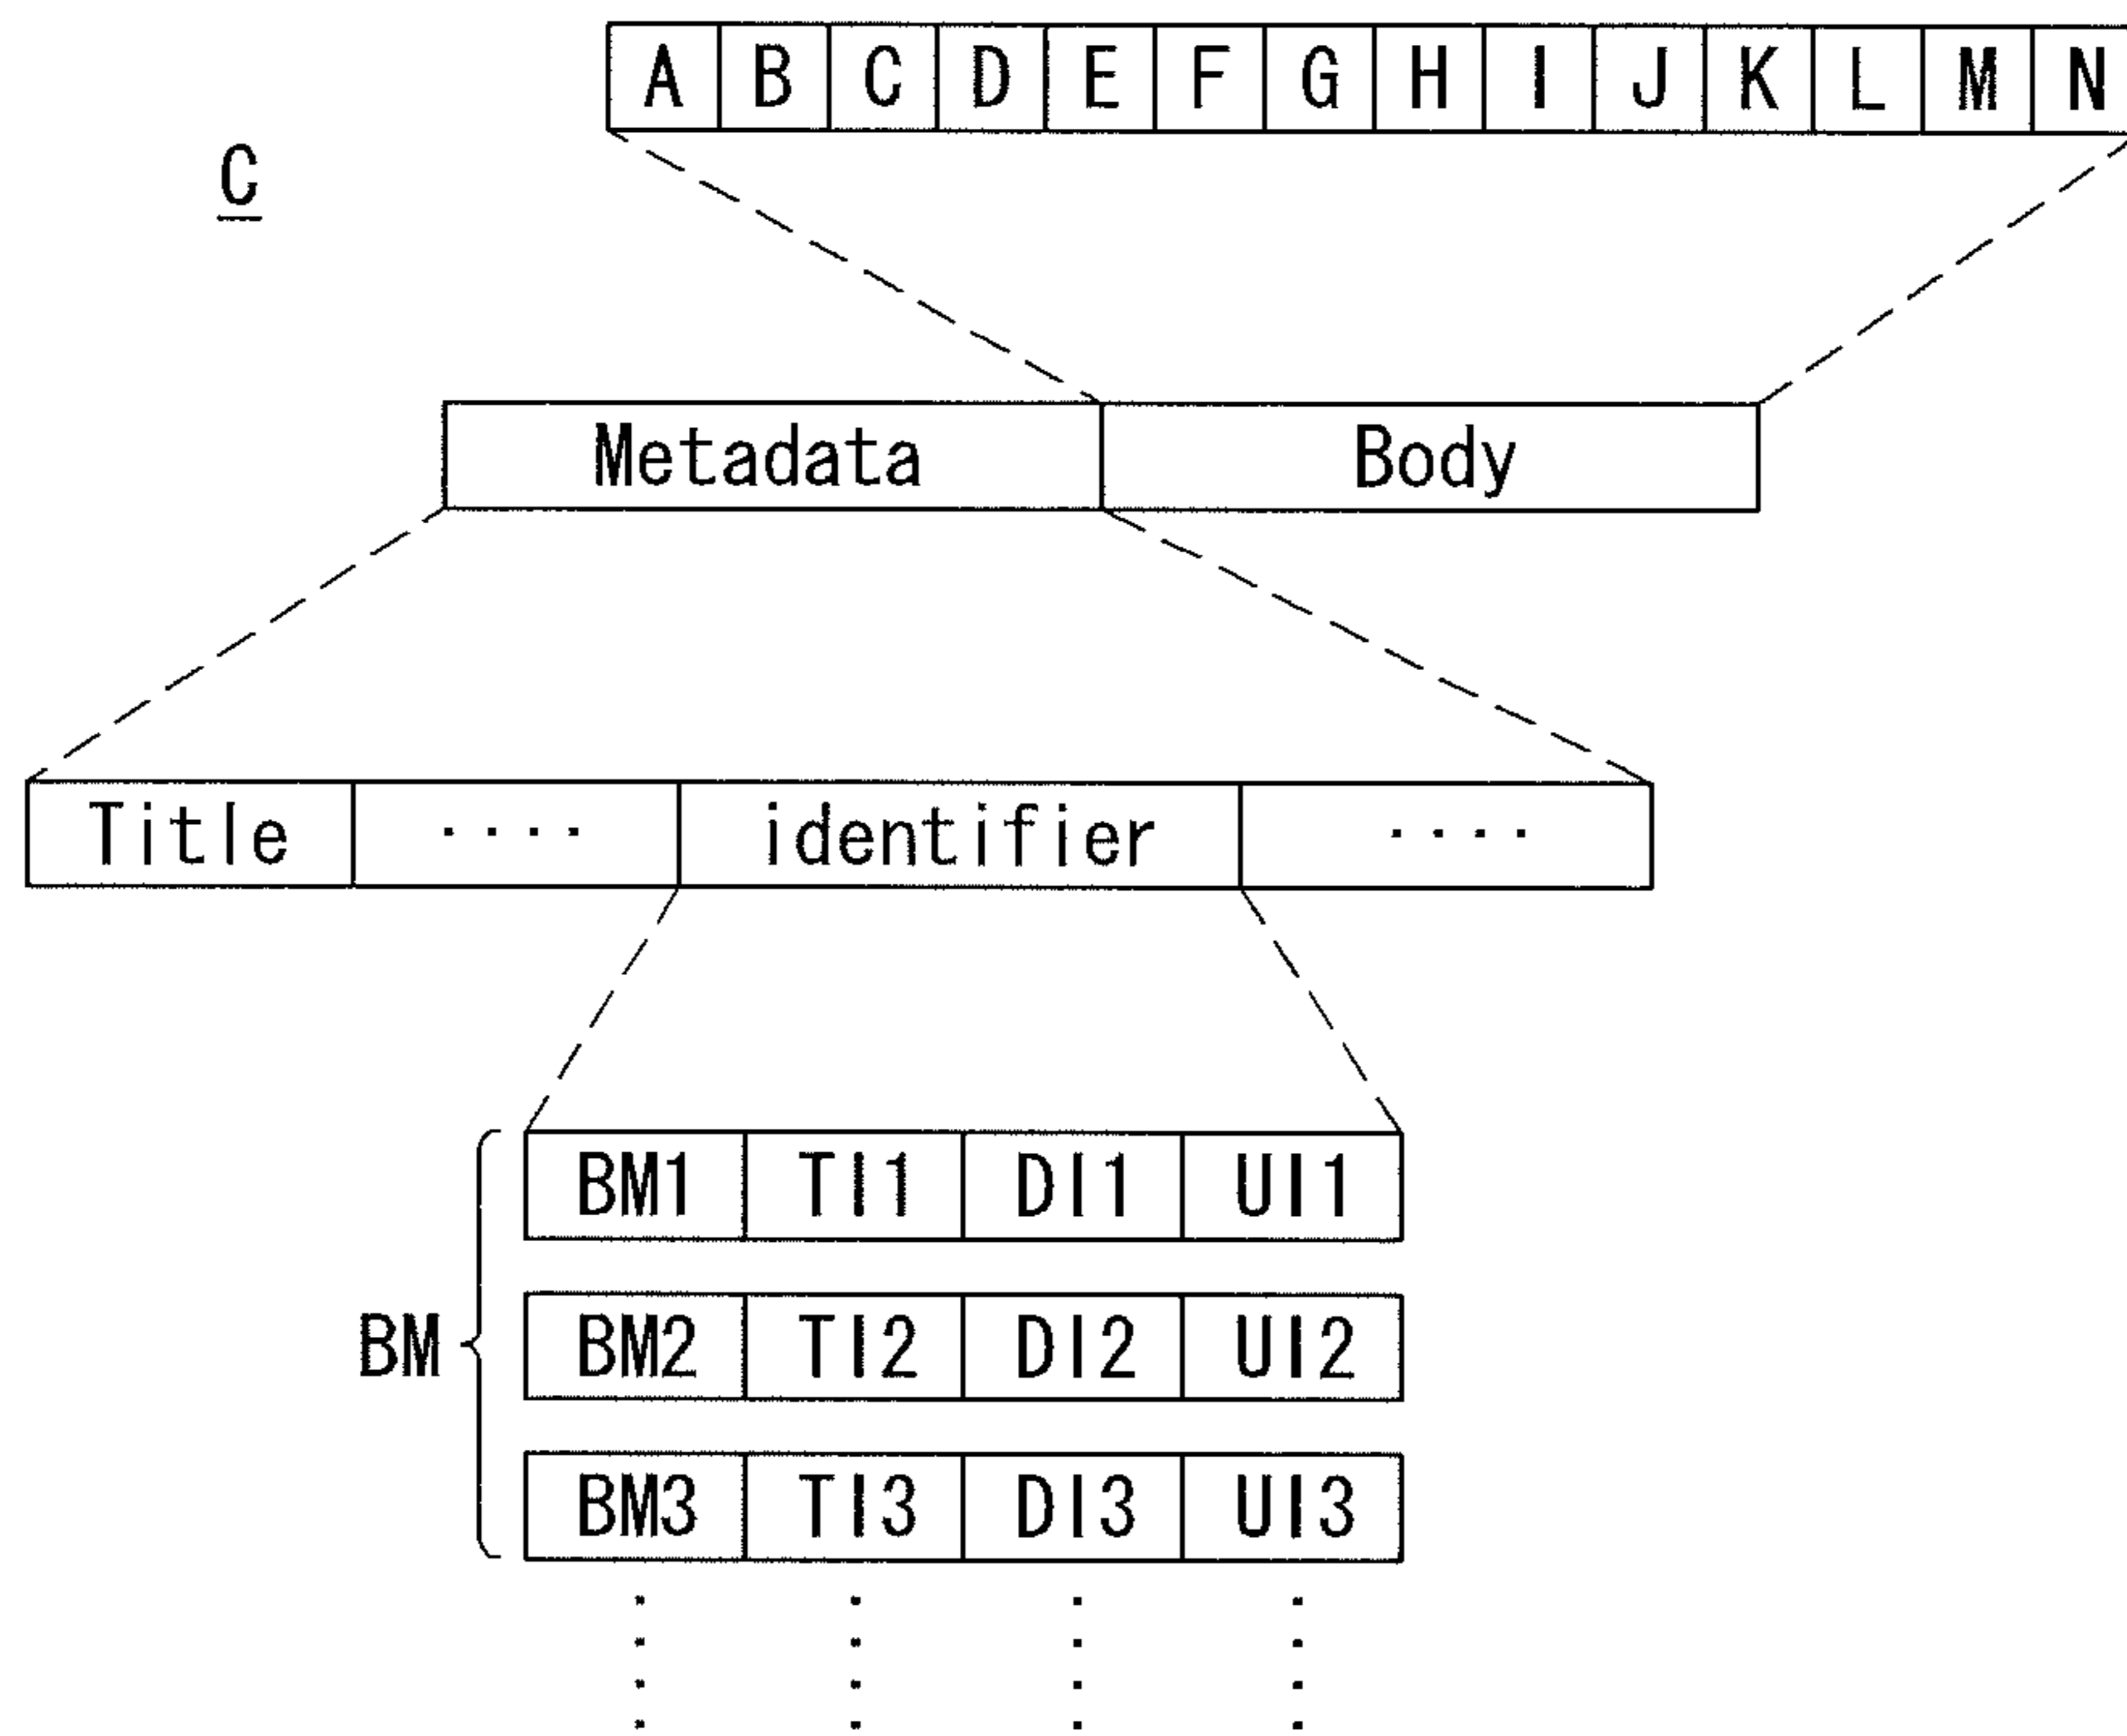 A B C D E F G H I J K L M N
C
Metadata Body
Title ···· identifier ····
BM1 TI1 DI1 UI1
BM BM2 TI2 DI2 UI2
BM3 TI3 DI3 UI3